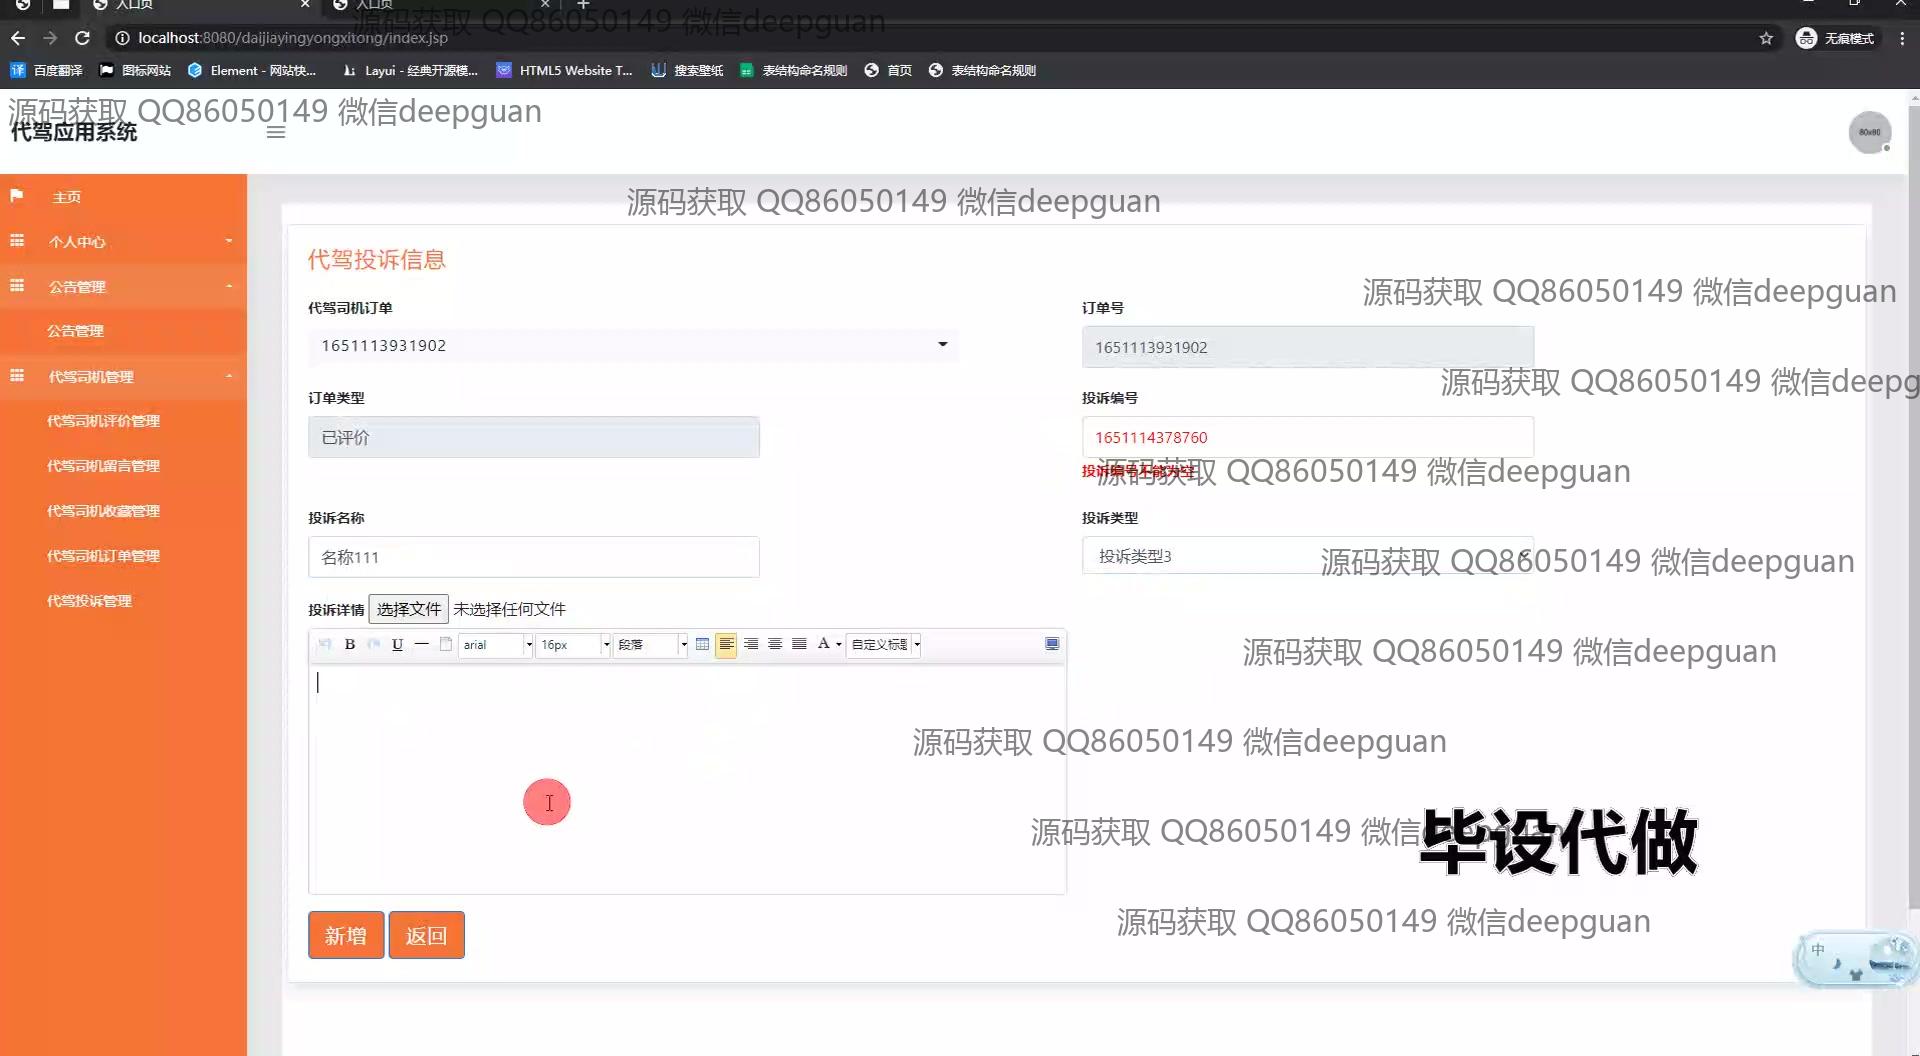 入口页
入口页
源码获取 QQ86050149 微信deepguan
localhost:8080/daijiayingyongxitong/index.jsp
无痕模式
译 百度翻译
图标网站
Element - 网站快...
Layui - 经典开源模...
HTML5 Website T...
搜索壁纸
表结构命名规则
首页
表结构命名规则
源码获取 QQ86050149 微信deepguan
代驾应用系统
80x80
主页
个人中心
公告管理
公告管理
代驾司机管理
代驾司机评价管理
代驾司机留言管理
代驾司机收藏管理
代驾司机订单管理
代驾投诉管理
源码获取 QQ86050149 微信deepguan
代驾投诉信息
源码获取 QQ86050149 微信deepguan
代驾司机订单
1651113931902
订单号
1651113931902
源码获取 QQ86050149 微信deepg
订单类型
已评价
投诉编号
1651114378760
投诉编号不能为空
源码获取 QQ86050149 微信deepguan
投诉名称
名称111
投诉类型
投诉类型3
源码获取 QQ86050149 微信deepguan
投诉详情 选择文件 未选择任何文件
B U arial 16px 段落 A 自定义标题
源码获取 QQ86050149 微信deepguan
源码获取 QQ86050149 微信deepguan
源码获取 QQ86050149 微信deepguan
毕设代做
源码获取 QQ86050149 微信deepguan
新增 返回
中